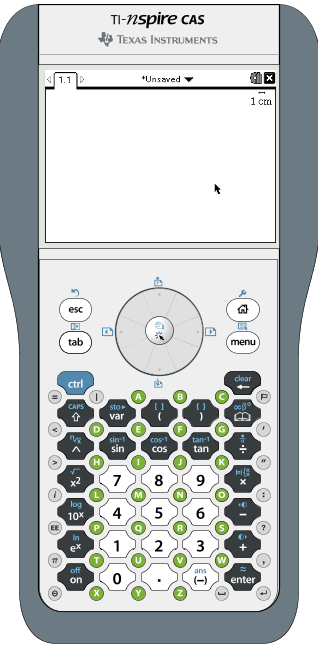 TI-nspire CAS
TEXAS INSTRUMENTS
1.1 *Unsaved
1 cm
esc
tab menu
ctrl clear
= | A B C
CAPS sto► var [ ] ( { } )
< D E F G ′
^ sin⁻¹ sin cos⁻¹ cos tan⁻¹ tan ÷
> H I J K ″
√ x² 7 8 9 ×
i L M N O :
log 10ˣ 4 5 6 −
EE P Q R S ?
ln eˣ 1 2 3 +
π T U V W ,
off on 0 . ans (−) ≈ enter
θ X Y Z